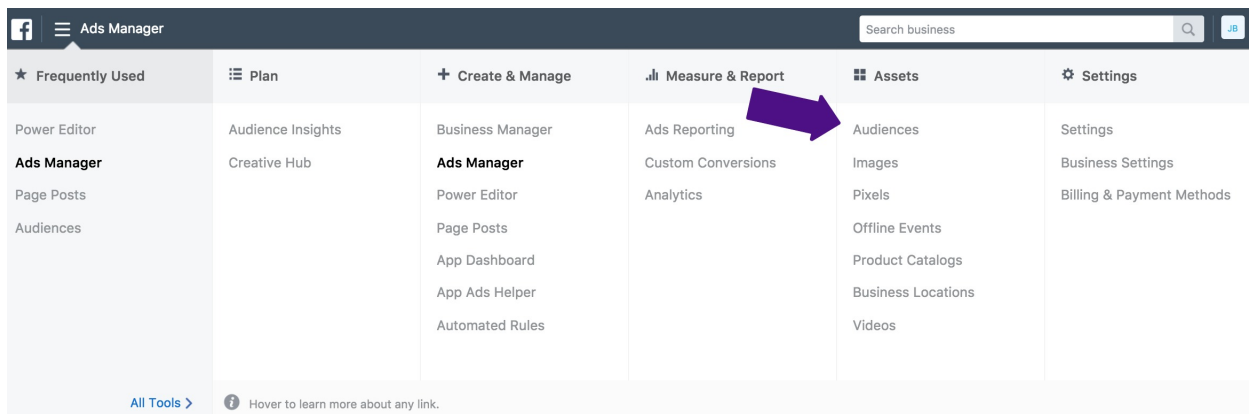 f Ads Manager Search business JB
Frequently Used
Power Editor
Ads Manager
Page Posts
Audiences
All Tools >
Plan
Audience Insights
Creative Hub
Create & Manage
Business Manager
Ads Manager
Power Editor
Page Posts
App Dashboard
App Ads Helper
Automated Rules
Measure & Report
Ads Reporting
Custom Conversions
Analytics
Assets
Audiences
Images
Pixels
Offline Events
Product Catalogs
Business Locations
Videos
Settings
Settings
Business Settings
Billing & Payment Methods
Hover to learn more about any link.